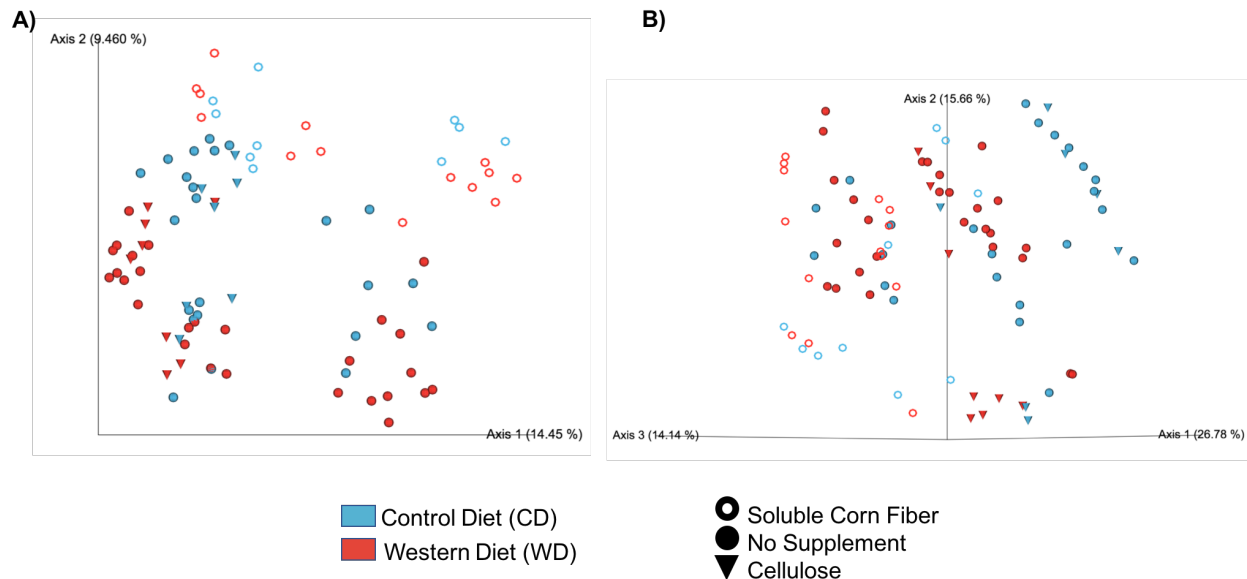 A)
B)
Axis 2 (9.460 %)
Axis 2 (15.66 %)
Axis 1 (14.45 %)
Axis 3 (14.14 %)
Axis 1 (26.78 %)
Control Diet (CD)
Western Diet (WD)
Soluble Corn Fiber
No Supplement
Cellulose